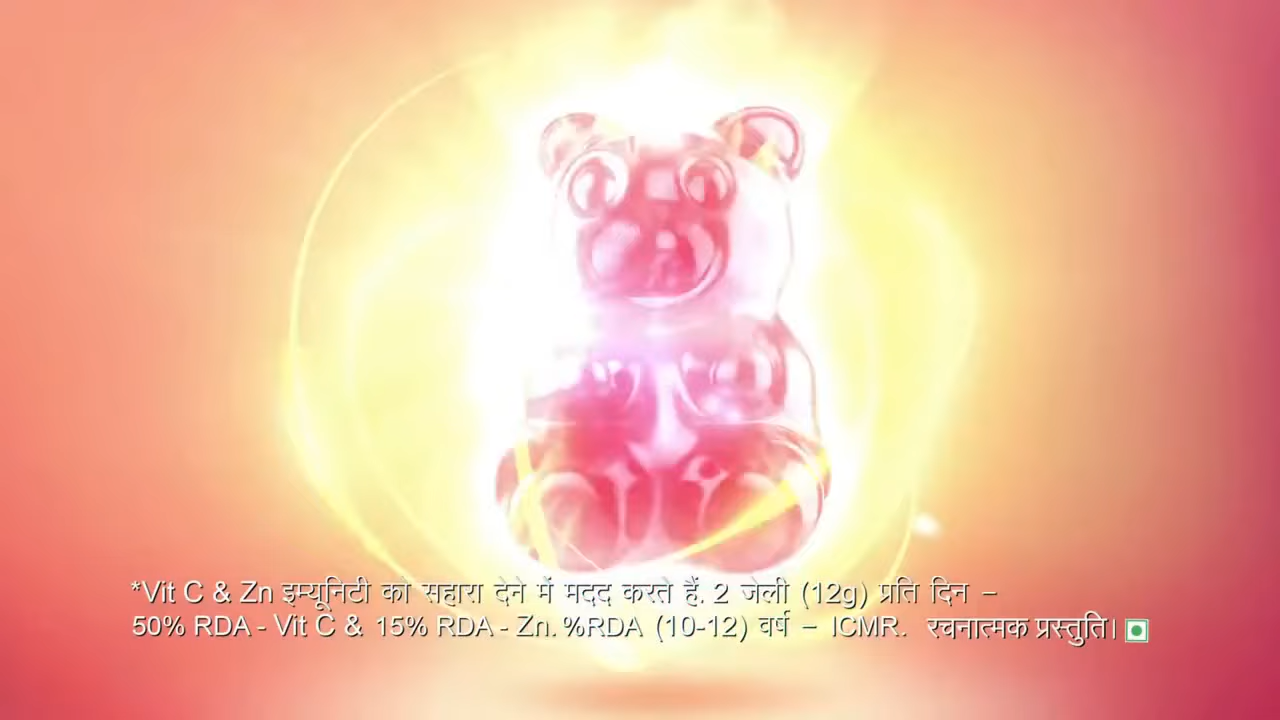 *Vit C & Zn इम्यूनिटी को सहारा देने में मदद करते हैं. 2 जेली (12g) प्रति दिन –
50% RDA - Vit C & 15% RDA - Zn. %RDA (10-12) वर्ष – ICMR. रचनात्मक प्रस्तुति।